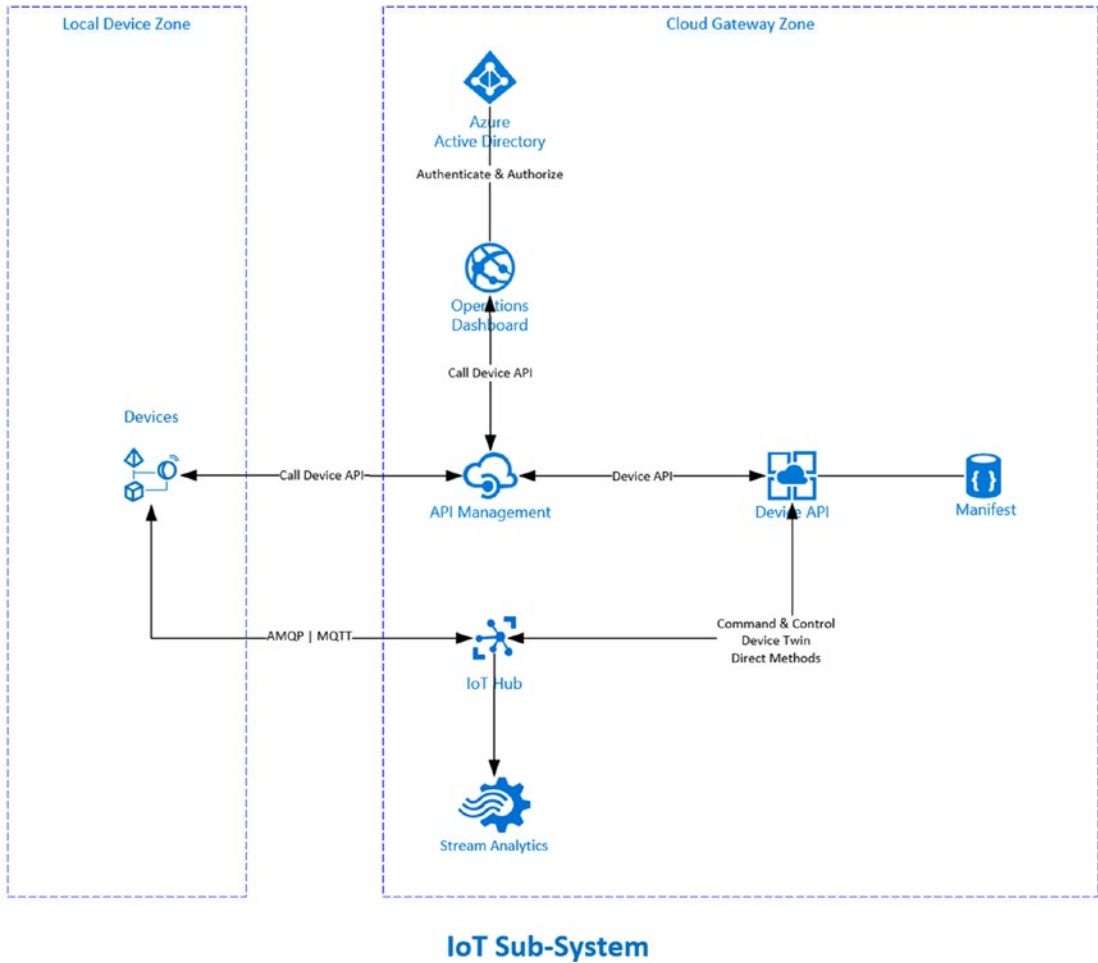 Local Device Zone
Cloud Gateway Zone
Azure
Active Directory
Authenticate & Authorize
Operations
Dashboard
Call Device API
Devices
Call Device API
API Management
Device API
Device API
Manifest
AMQP | MQTT
IoT Hub
Command & Control
Device Twin
Direct Methods
Stream Analytics
IoT Sub-System